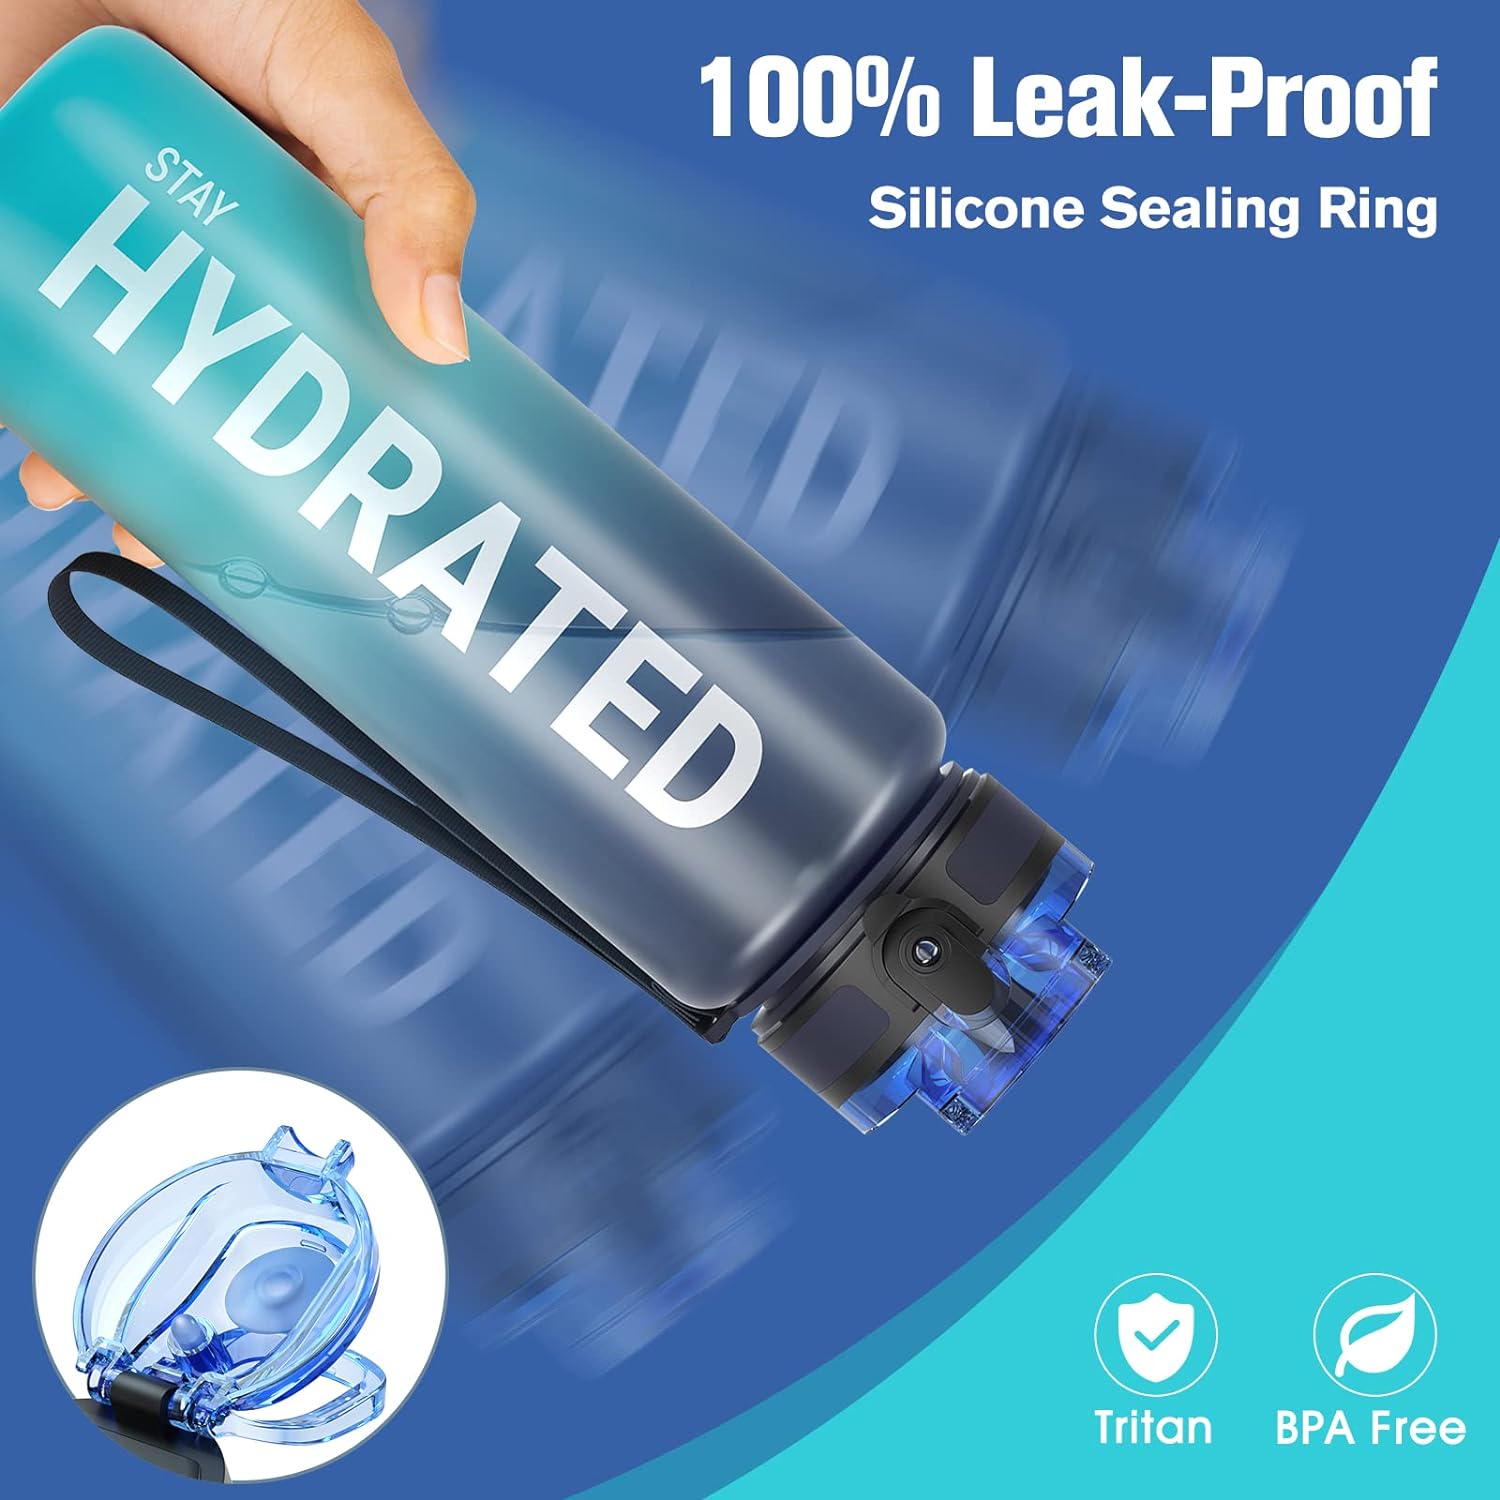 100% Leak-Proof
Silicone Sealing Ring
STAY
HYDRATED
Tritan
BPA Free